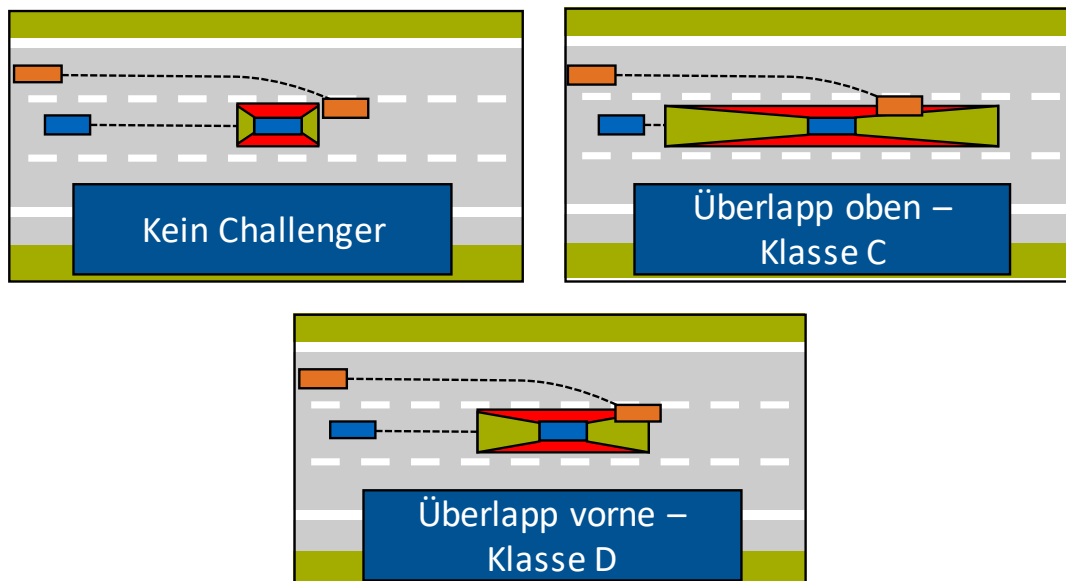 Kein Challenger
Überlapp oben –
Klasse C
Überlapp vorne –
Klasse D